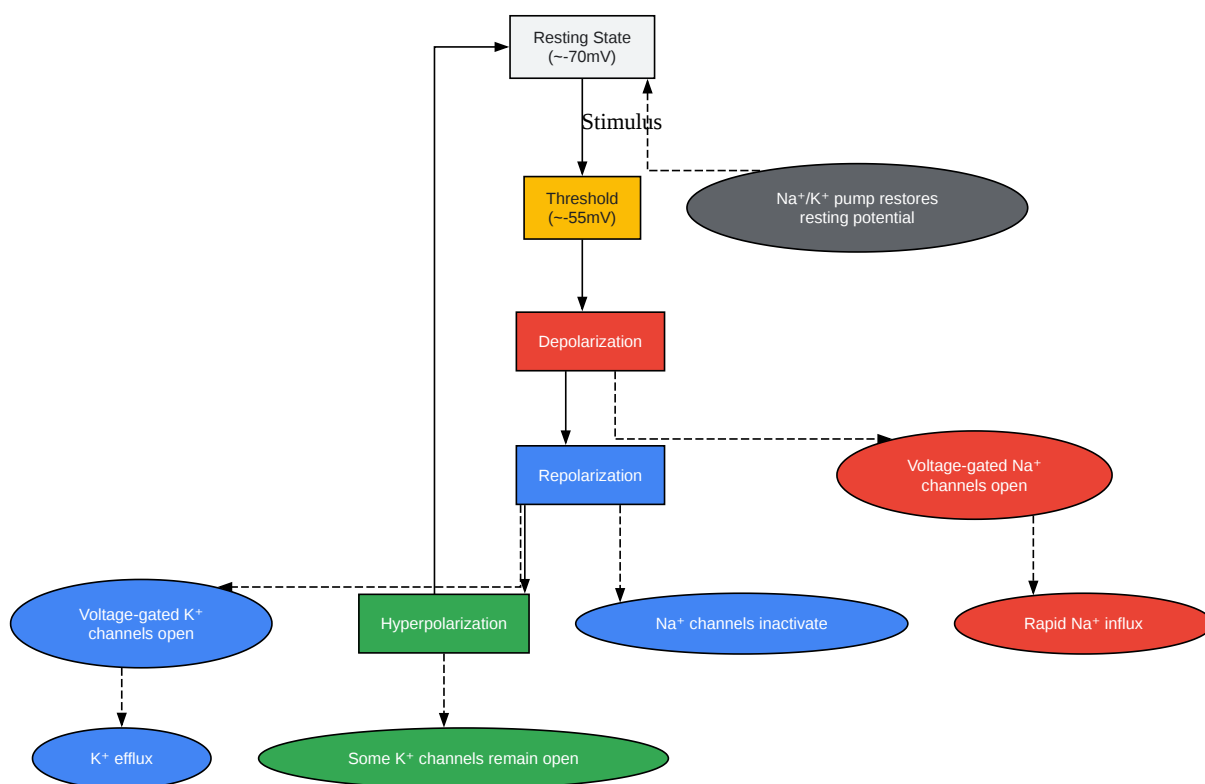 Resting State
(~-70mV)
Stimulus
Threshold
(~-55mV)
Na⁺/K⁺ pump restores
resting potential
Depolarization
Repolarization
Voltage-gated Na⁺
channels open
Voltage-gated K⁺
channels open
Hyperpolarization
Na⁺ channels inactivate
Rapid Na⁺ influx
K⁺ efflux
Some K⁺ channels remain open